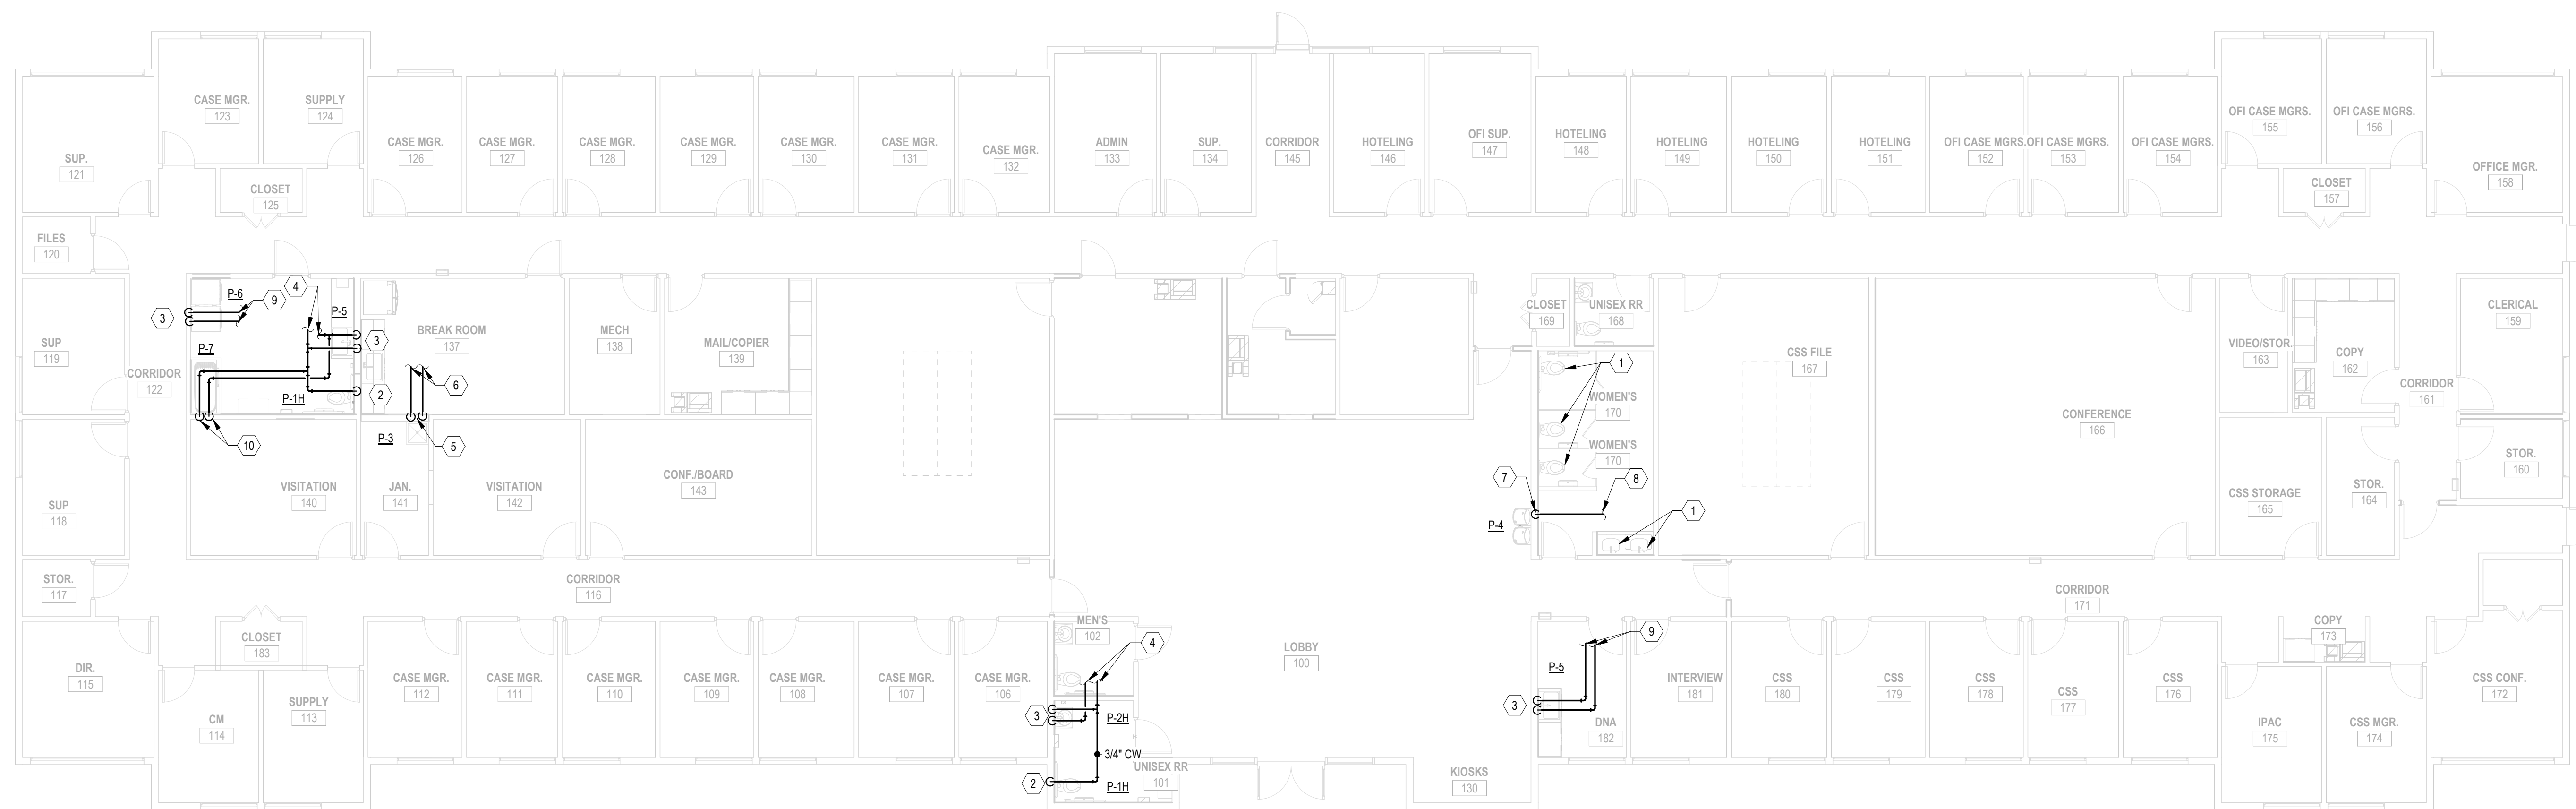 CASE MGR.
123
SUPPLY
124
SUP.
121
CASE MGR.
126
CASE MGR.
127
CASE MGR.
128
CASE MGR.
129
CASE MGR.
130
CASE MGR.
131
CASE MGR.
132
ADMIN
133
SUP.
134
CORRIDOR
145
HOTELING
146
OFI SUP.
147
HOTELING
148
HOTELING
149
HOTELING
150
HOTELING
151
OFI CASE MGRS.
152
OFI CASE MGRS.
153
OFI CASE MGRS.
154
OFI CASE MGRS.
155
OFI CASE MGRS.
156
OFFICE MGR.
158
CLOSET
125
CLOSET
157
FILES
120
P-6
9
4
3
P-5
3
BREAK ROOM
137
MECH
138
MAIL/COPIER
139
SUP
119
CORRIDOR
122
P-7
P-1H
2
6
10
P-3
5
CLOSET
169
UNISEX RR
168
1
WOMEN'S
170
WOMEN'S
170
CSS FILE
167
CONFERENCE
166
VIDEO/STOR.
163
COPY
162
CORRIDOR
161
CLERICAL
159
STOR.
160
SUP
118
VISITATION
140
JAN.
141
VISITATION
142
CONF./BOARD
143
7
8
P-4
1
CSS STORAGE
165
STOR.
164
STOR.
117
CORRIDOR
116
CORRIDOR
171
DIR.
115
CLOSET
183
CM
114
SUPPLY
113
CASE MGR.
112
CASE MGR.
111
CASE MGR.
110
CASE MGR.
109
CASE MGR.
108
CASE MGR.
107
CASE MGR.
106
MEN'S
102
4
3
P-2H
3/4" CW
2
P-1H
UNISEX RR
101
LOBBY
100
KIOSKS
130
9
P-5
3
DNA
182
INTERVIEW
181
CSS
180
CSS
179
CSS
178
CSS
177
CSS
176
COPY
173
IPAC
175
CSS MGR.
174
CSS CONF.
172